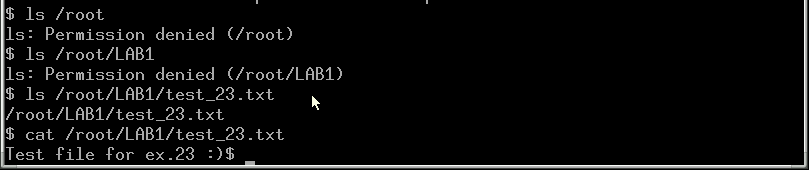 $ ls /root
ls: Permission denied (/root)
$ ls /root/LAB1
ls: Permission denied (/root/LAB1)
$ ls /root/LAB1/test_23.txt
/root/LAB1/test_23.txt
$ cat /root/LAB1/test_23.txt
Test file for ex.23 :)$ _